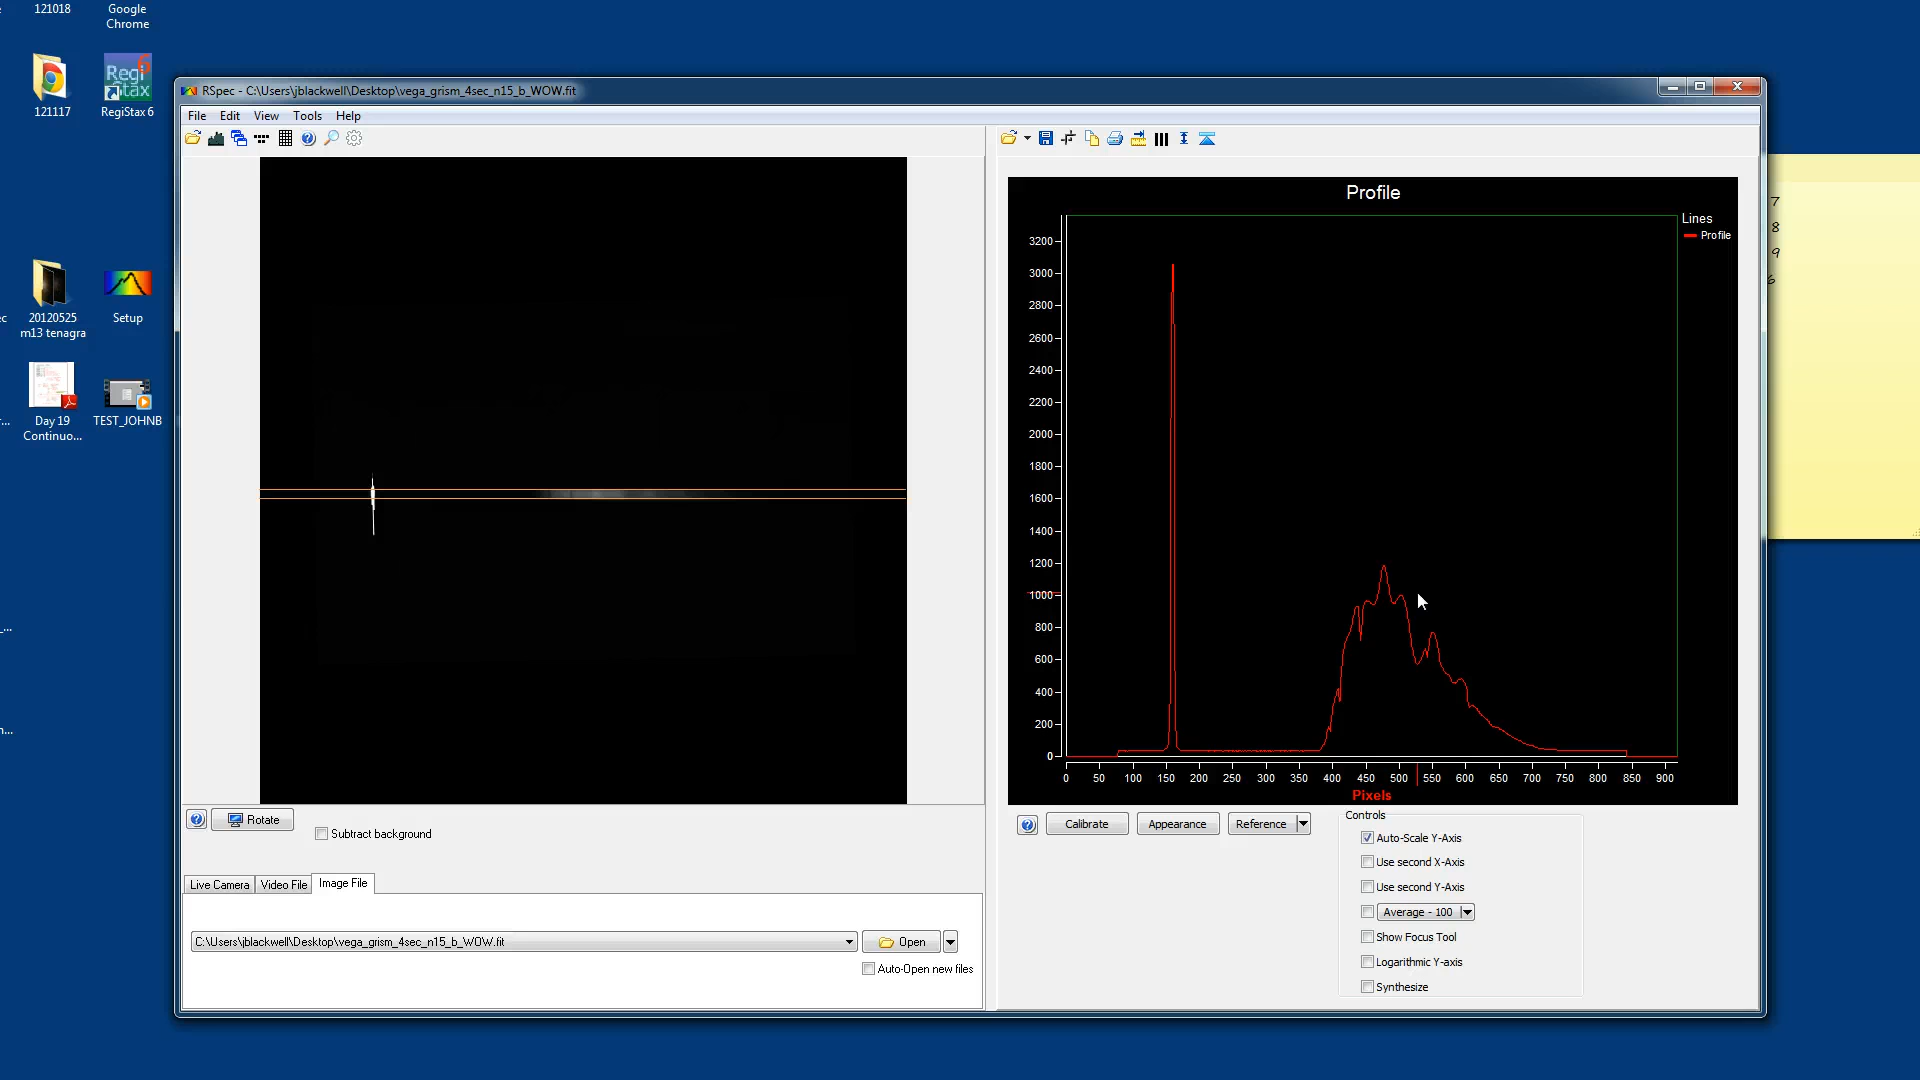 121018
Google
Chrome
121117
RegiStax 6
20120525
m13 tenagra
Setup
Day 19
Continuo...
TEST_JOHNB
RSpec - C:\Users\jblackwell\Desktop\vega_grism_4sec_n15_b_WOW.fit
File Edit View Tools Help
Profile
Lines
Profile
3200
3000
2800
2600
2400
2200
2000
1800
1600
1400
1200
1000
800
600
400
200
0
0 50 100 150 200 250 300 350 400 450 500 550 600 650 700 750 800 850 900
Pixels
Rotate
Subtract background
Calibrate
Appearance
Reference
Controls
Auto-Scale Y-Axis
Use second X-Axis
Use second Y-Axis
Average - 100
Show Focus Tool
Logarithmic Y-axis
Synthesize
Live Camera
Video File
Image File
C:\Users\jblackwell\Desktop\vega_grism_4sec_n15_b_WOW.fit
Open
Auto-Open new files
7
8
9
6